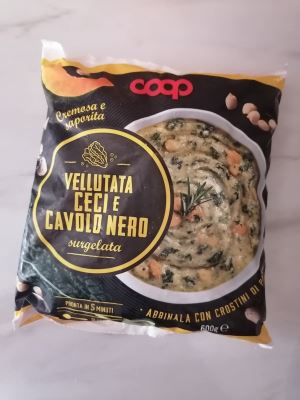 Cremosa e
saporita
coop
VELLUTATA
CECI E
CAVOLO NERO
surgelata
PRONTA IN 5 MINUTI
ABBINALA CON CROSTINI DI
600g e